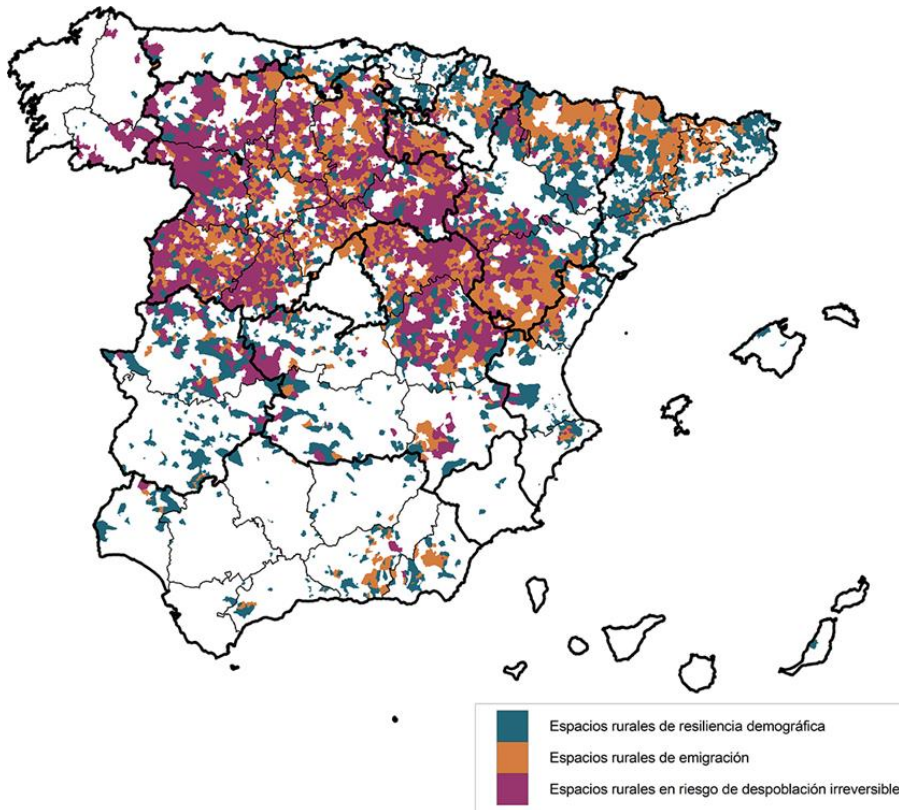 Espacios rurales de resiliencia demográfica
Espacios rurales de emigración
Espacios rurales en riesgo de despoblación irreversible